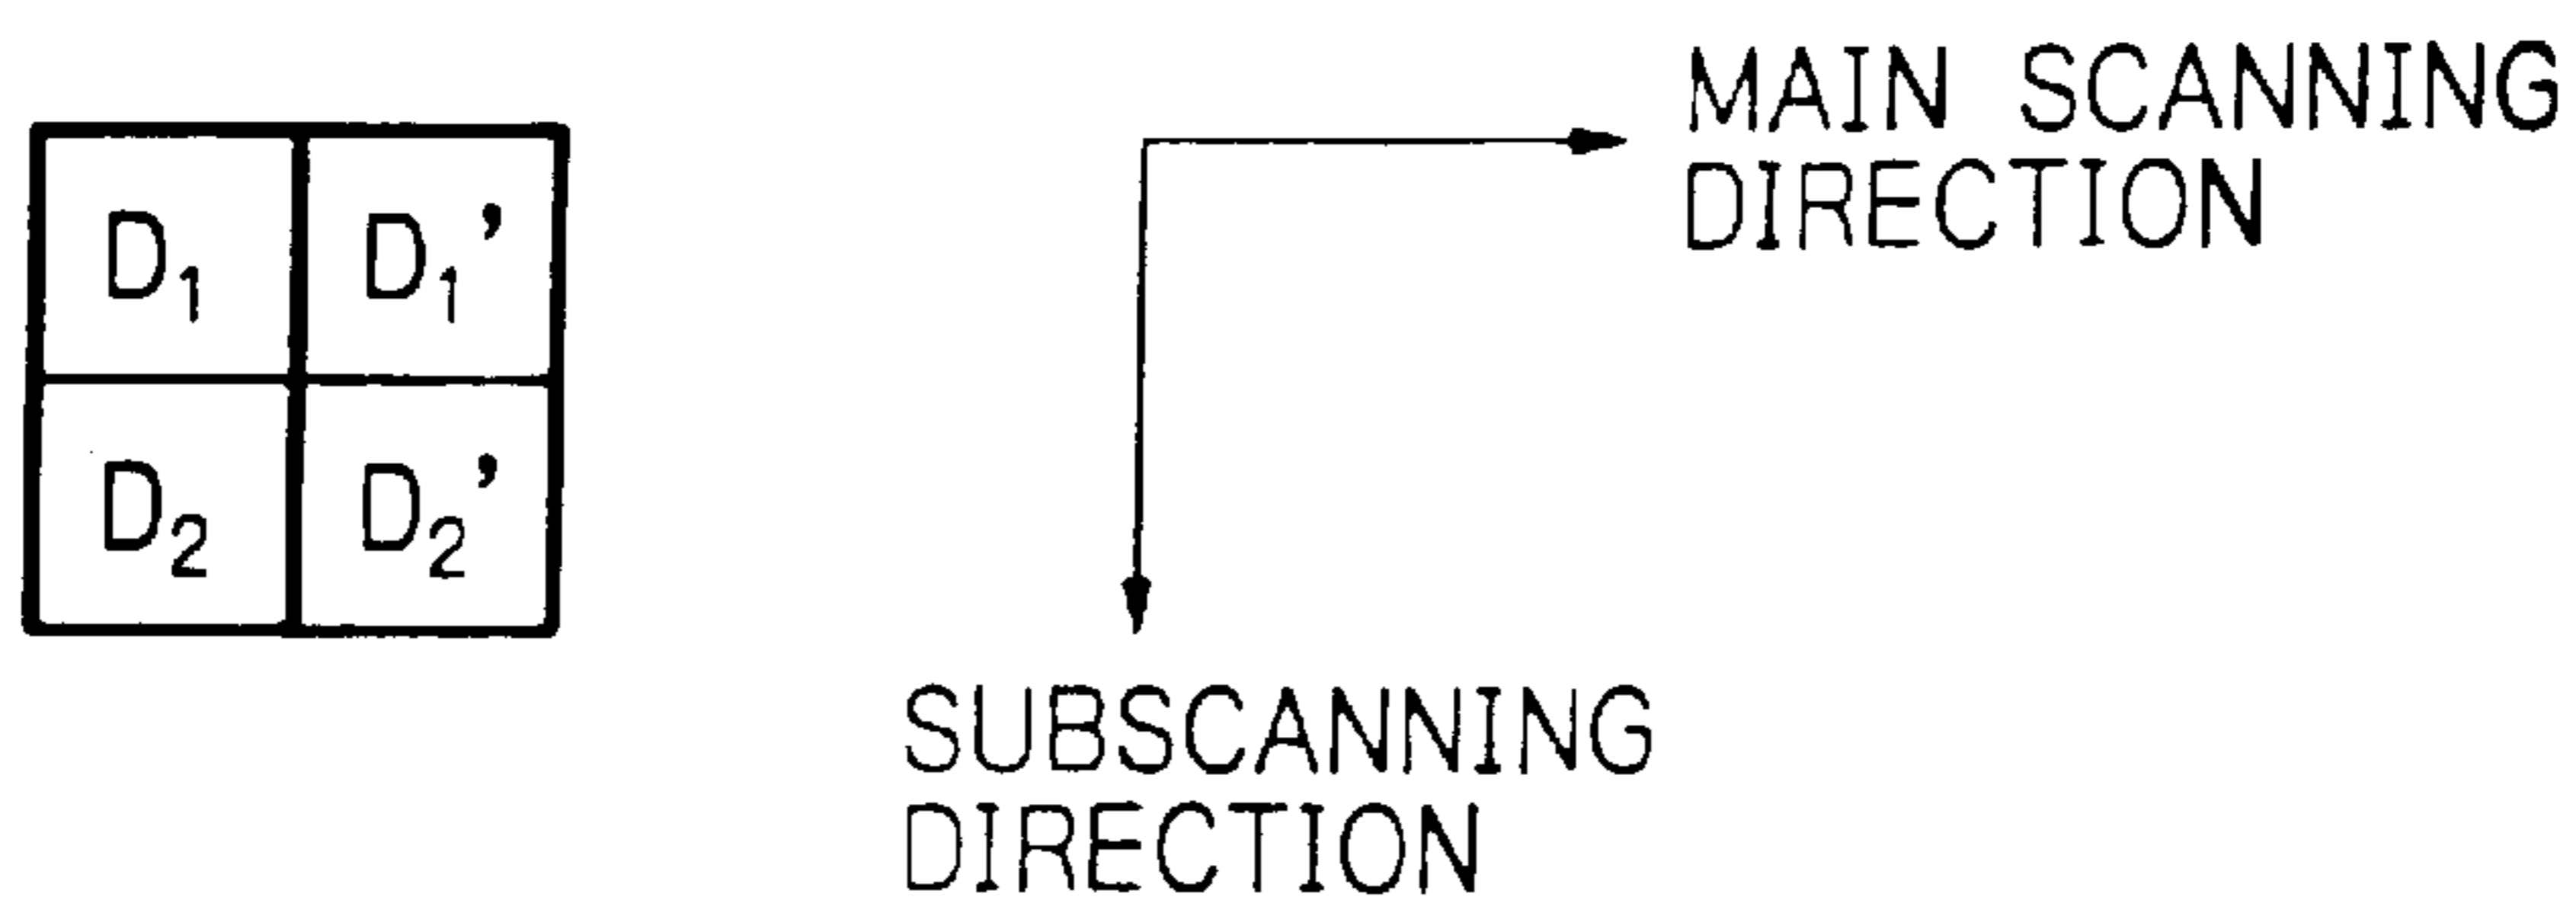 D₁ D₁'
D₂ D₂'
MAIN SCANNING
DIRECTION
SUBSCANNING
DIRECTION